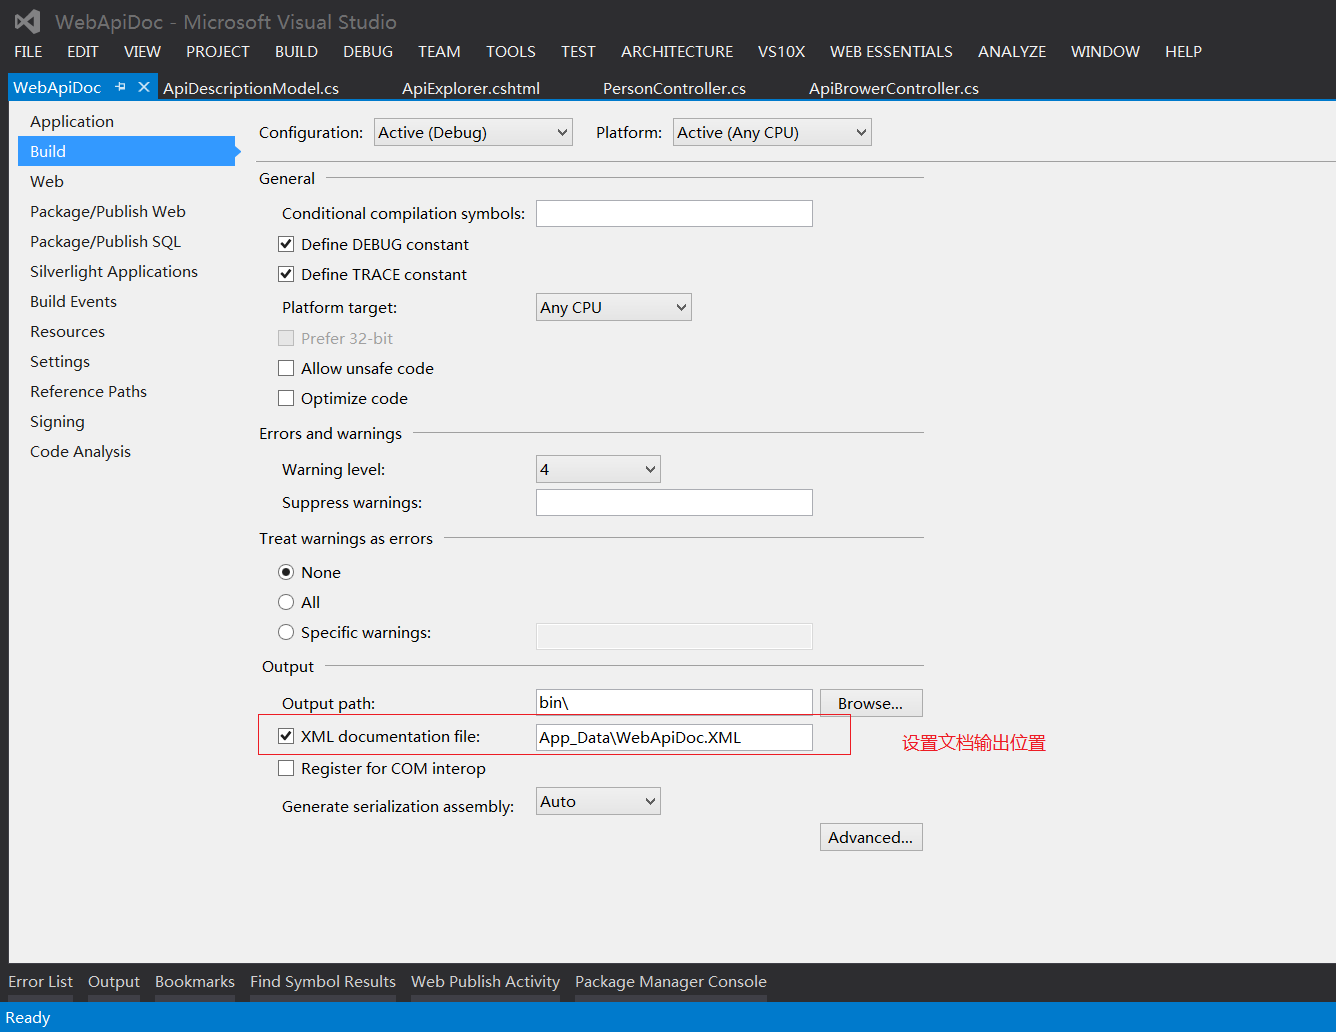 WebApiDoc - Microsoft Visual Studio
FILE EDIT VIEW PROJECT BUILD DEBUG TEAM TOOLS TEST ARCHITECTURE VS10X WEB ESSENTIALS ANALYZE WINDOW HELP
WebApiDoc ApiDescriptionModel.cs ApiExplorer.cshtml PersonController.cs ApiBrowerController.cs
Application
Build
Web
Package/Publish Web
Package/Publish SQL
Silverlight Applications
Build Events
Resources
Settings
Reference Paths
Signing
Code Analysis
Configuration: Active (Debug) Platform: Active (Any CPU)
General
Conditional compilation symbols:
Define DEBUG constant
Define TRACE constant
Platform target: Any CPU
Prefer 32-bit
Allow unsafe code
Optimize code
Errors and warnings
Warning level: 4
Suppress warnings:
Treat warnings as errors
None
All
Specific warnings:
Output
Output path: bin\ Browse...
XML documentation file: App_Data\WebApiDoc.XML 设置文档输出位置
Register for COM interop
Generate serialization assembly: Auto
Advanced...
Error List Output Bookmarks Find Symbol Results Web Publish Activity Package Manager Console
Ready